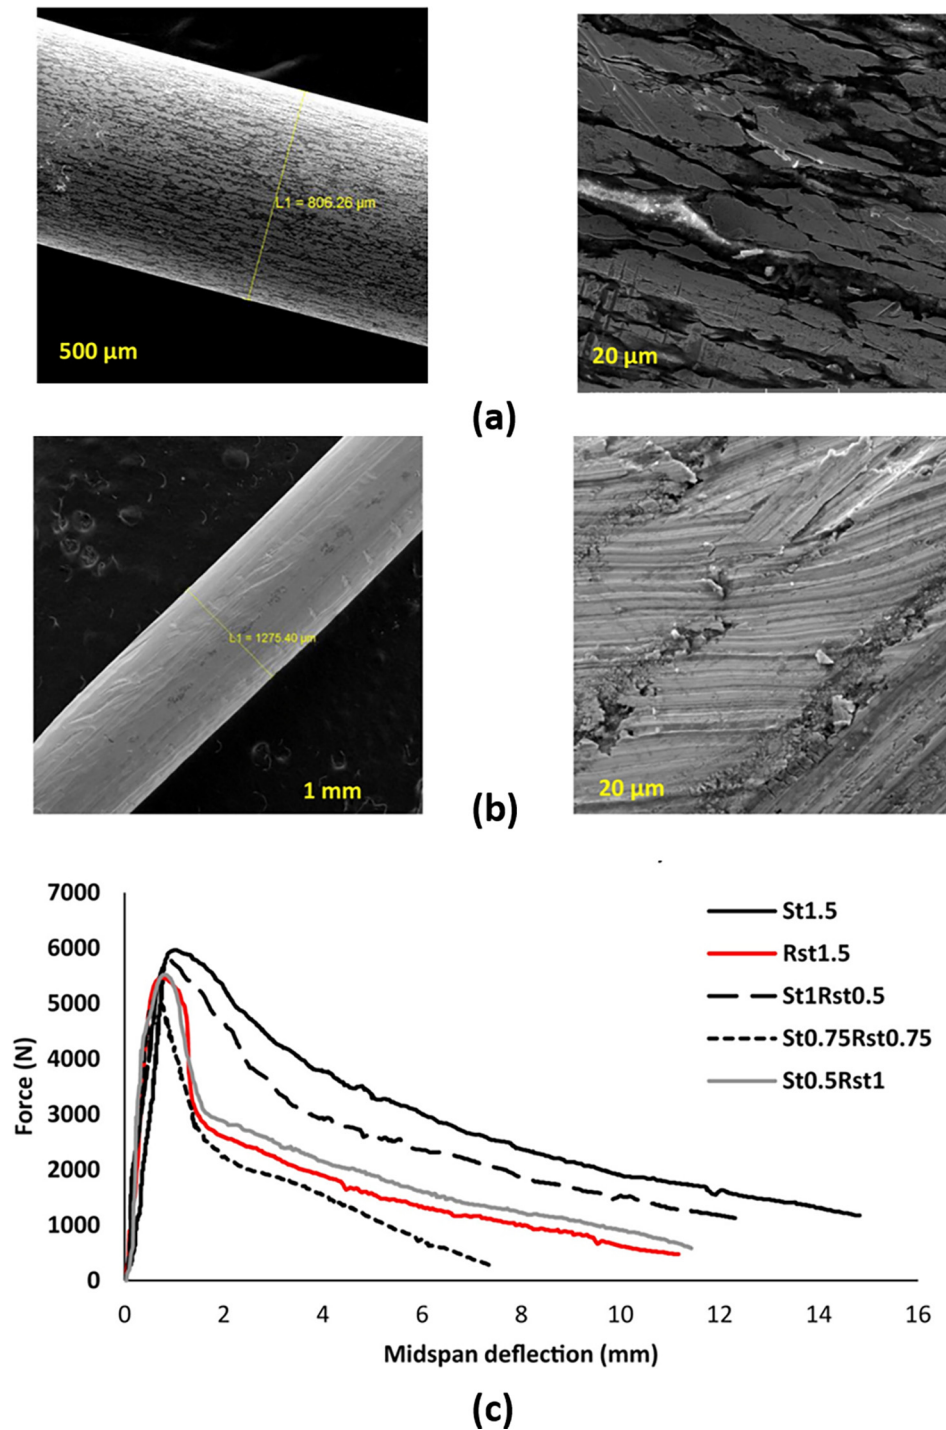 L1 = 806.26 µm
500 µm
20 µm
(a)
L1 = 1275.40 µm
1 mm
20 µm
(b)
7000
6000
5000
4000
3000
2000
1000
0
Force (N)
St1.5
Rst1.5
St1Rst0.5
St0.75Rst0.75
St0.5Rst1
0 2 4 6 8 10 12 14 16
Midspan deflection (mm)
(c)